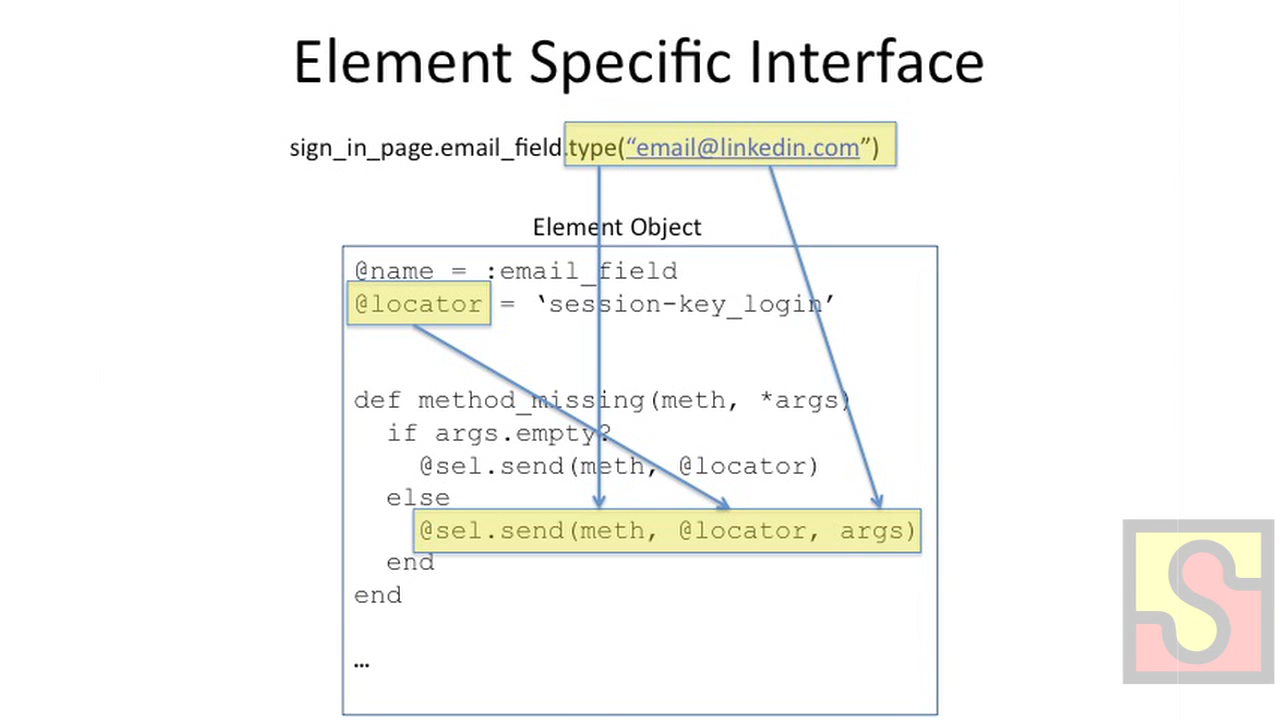 Element Specific Interface
sign_in_page.email_field.type(“email@linkedin.com”)
Element Object
@name = :email_field
@locator = ‘session-key_login’
def method_missing(meth, *args)
if args.empty?
@sel.send(meth, @locator)
else
@sel.send(meth, @locator, args)
end
end
…
S